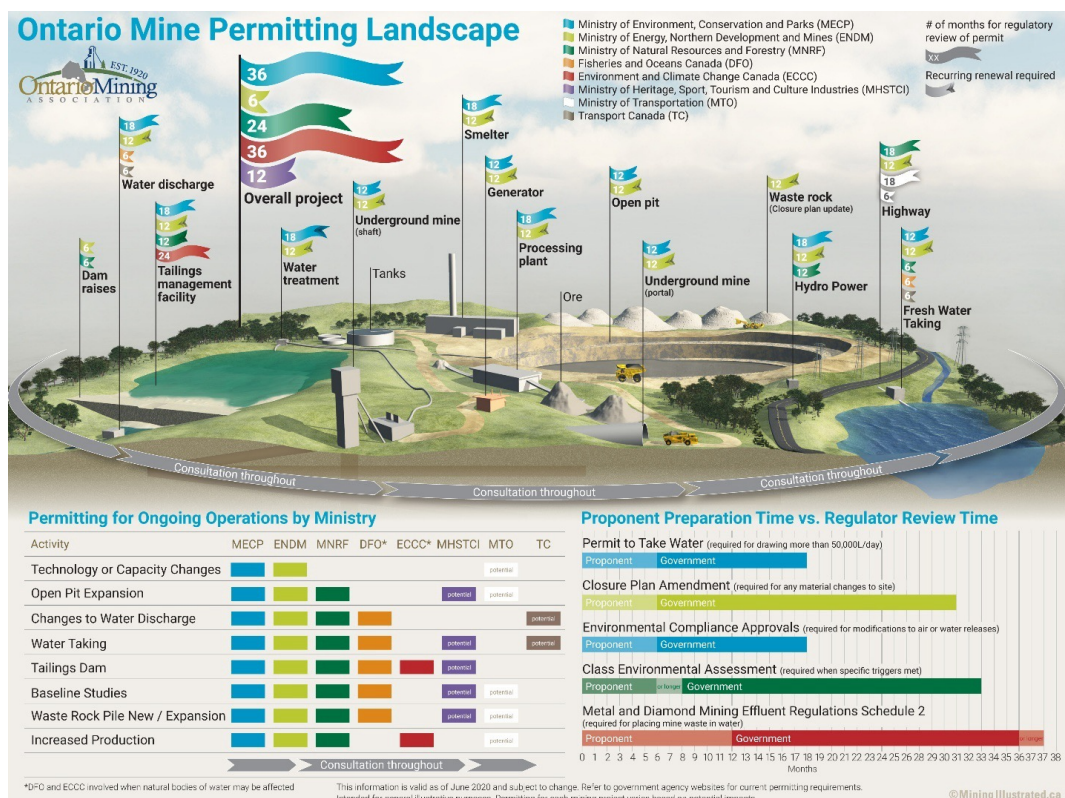 Ontario Mine Permitting Landscape
EST. 1920
OntarioMining
ASSOCIATION
Ministry of Environment, Conservation and Parks (MECP)
Ministry of Energy, Northern Development and Mines (ENDM)
Ministry of Natural Resources and Forestry (MNRF)
Fisheries and Oceans Canada (DFO)
Environment and Climate Change Canada (ECCC)
Ministry of Heritage, Sport, Tourism and Culture Industries (MHSTCI)
Ministry of Transportation (MTO)
Transport Canada (TC)
# of months for regulatory
review of permit
XX
Recurring renewal required
18
12
6
6
Water discharge
36
6
24
36
12
Overall project
18
12
Smelter
12
12
Generator
12
12
Underground mine
(shaft)
12
12
Open pit
12
Waste rock
(Closure plan update)
18
12
18
6
Highway
6
6
Dam
raises
18
12
12
24
Tailings
management
facility
18
12
Water
treatment
Tanks
18
12
Processing
plant
Ore
12
12
Underground mine
(portal)
18
12
12
Hydro Power
12
12
6
6
6
Fresh Water
Taking
Consultation throughout
Consultation throughout
Consultation throughout
Permitting for Ongoing Operations by Ministry
Activity MECP ENDM MNRF DFO* ECCC* MHSTCI MTO TC
Technology or Capacity Changes potential
Open Pit Expansion potential potential
Changes to Water Discharge potential
Water Taking potential potential
Tailings Dam potential
Baseline Studies potential potential
Waste Rock Pile New / Expansion potential potential
Increased Production potential
Consultation throughout
*DFO and ECCC involved when natural bodies of water may be affected
Proponent Preparation Time vs. Regulator Review Time
Permit to Take Water (required for drawing more than 50,000L/day)
Proponent Government
Closure Plan Amendment (required for any material changes to site)
Proponent Government
Environmental Compliance Approvals (required for modifications to air or water releases)
Proponent Government
Class Environmental Assessment (required when specific triggers met)
Proponent or longer Government
Metal and Diamond Mining Effluent Regulations Schedule 2
(required for placing mine waste in water)
Proponent Government or longer
0 1 2 3 4 5 6 7 8 9 10 11 12 13 14 15 16 17 18 19 20 21 22 23 24 25 26 27 28 29 30 31 32 33 34 35 36 37 37 38
Months
This information is valid as of June 2020 and subject to change. Refer to government agency websites for current permitting requirements.
Intended for general illustrative purposes. Permitting for each mining project varies based on potential impacts.
©MiningIllustrated.ca